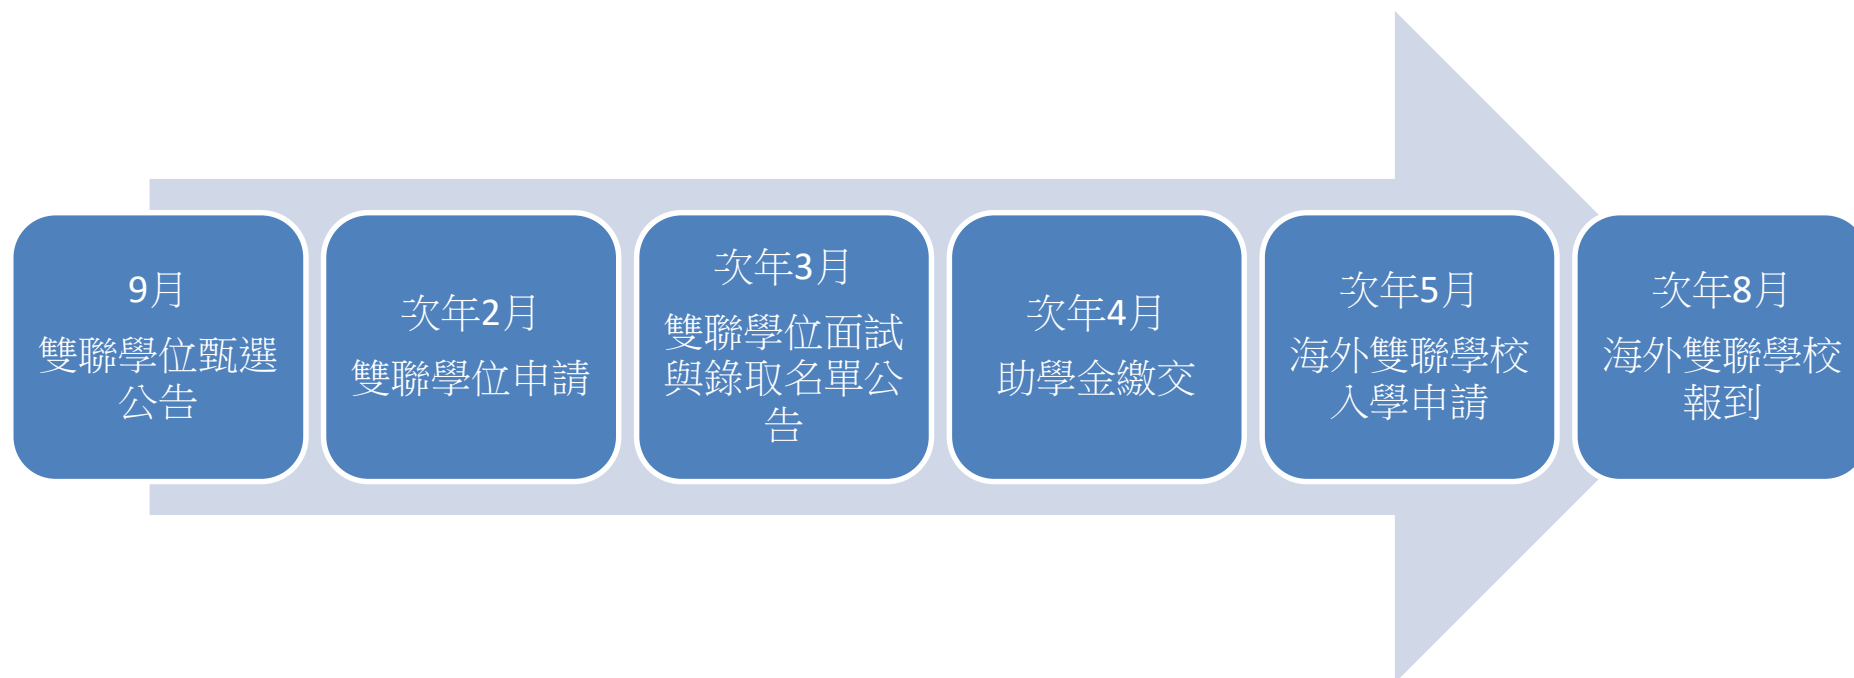 9月
雙聯學位甄選
公告
次年2月
雙聯學位申請
次年3月
雙聯學位面試
與錄取名單公
告
次年4月
助學金繳交
次年5月
海外雙聯學校
入學申請
次年8月
海外雙聯學校
報到